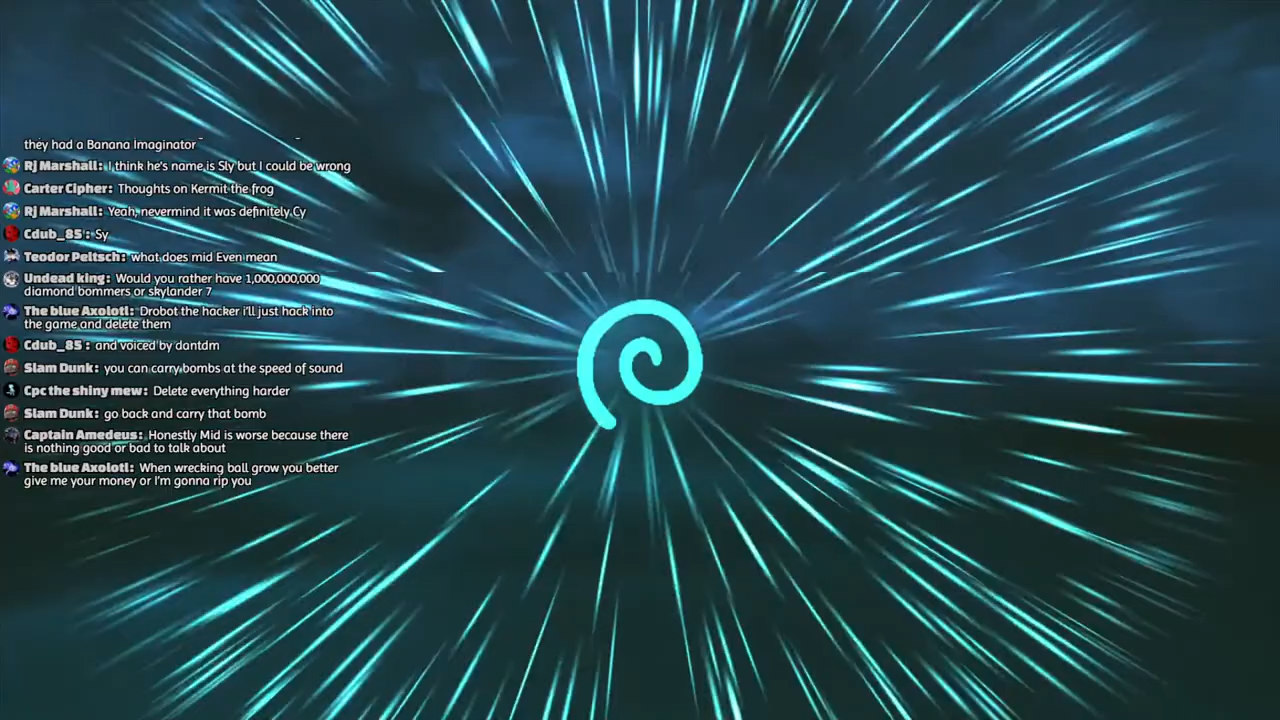 they had a Banana Imaginator
Rj Marshall: I think he's name is Sly but I could be wrong
Carter Cipher: Thoughts on Kermit the frog
Rj Marshall: Yeah, nevermind it was definitely Cy
Cdub_85 : Sy
Teodor Peltsch: what does mid Even mean
Undead king: Would you rather have 1,000,000,000
diamond bommers or skylander 7
The blue Axolotl: Drobot the hacker i'll just hack into
the game and delete them
Cdub_85 : and voiced by dantdm
Slam Dunk: you can carry bombs at the speed of sound
Cpc the shiny mew: Delete everything harder
Slam Dunk: go back and carry that bomb
Captain Amedeus: Honestly Mid is worse because there
is nothing good or bad to talk about
The blue Axolotl: When wrecking ball grow you better
give me your money or I'm gonna rip you